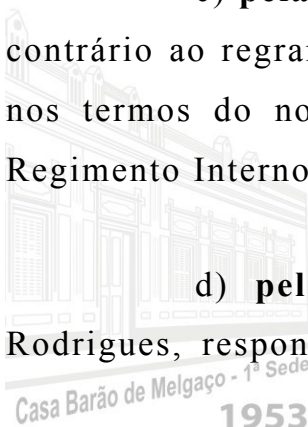 contrário ao regra
nos termos do no
Regimento Interno
d) pel
Rodrigues, respon
Casa Barão de Melgaço - 1ª Sede
1953